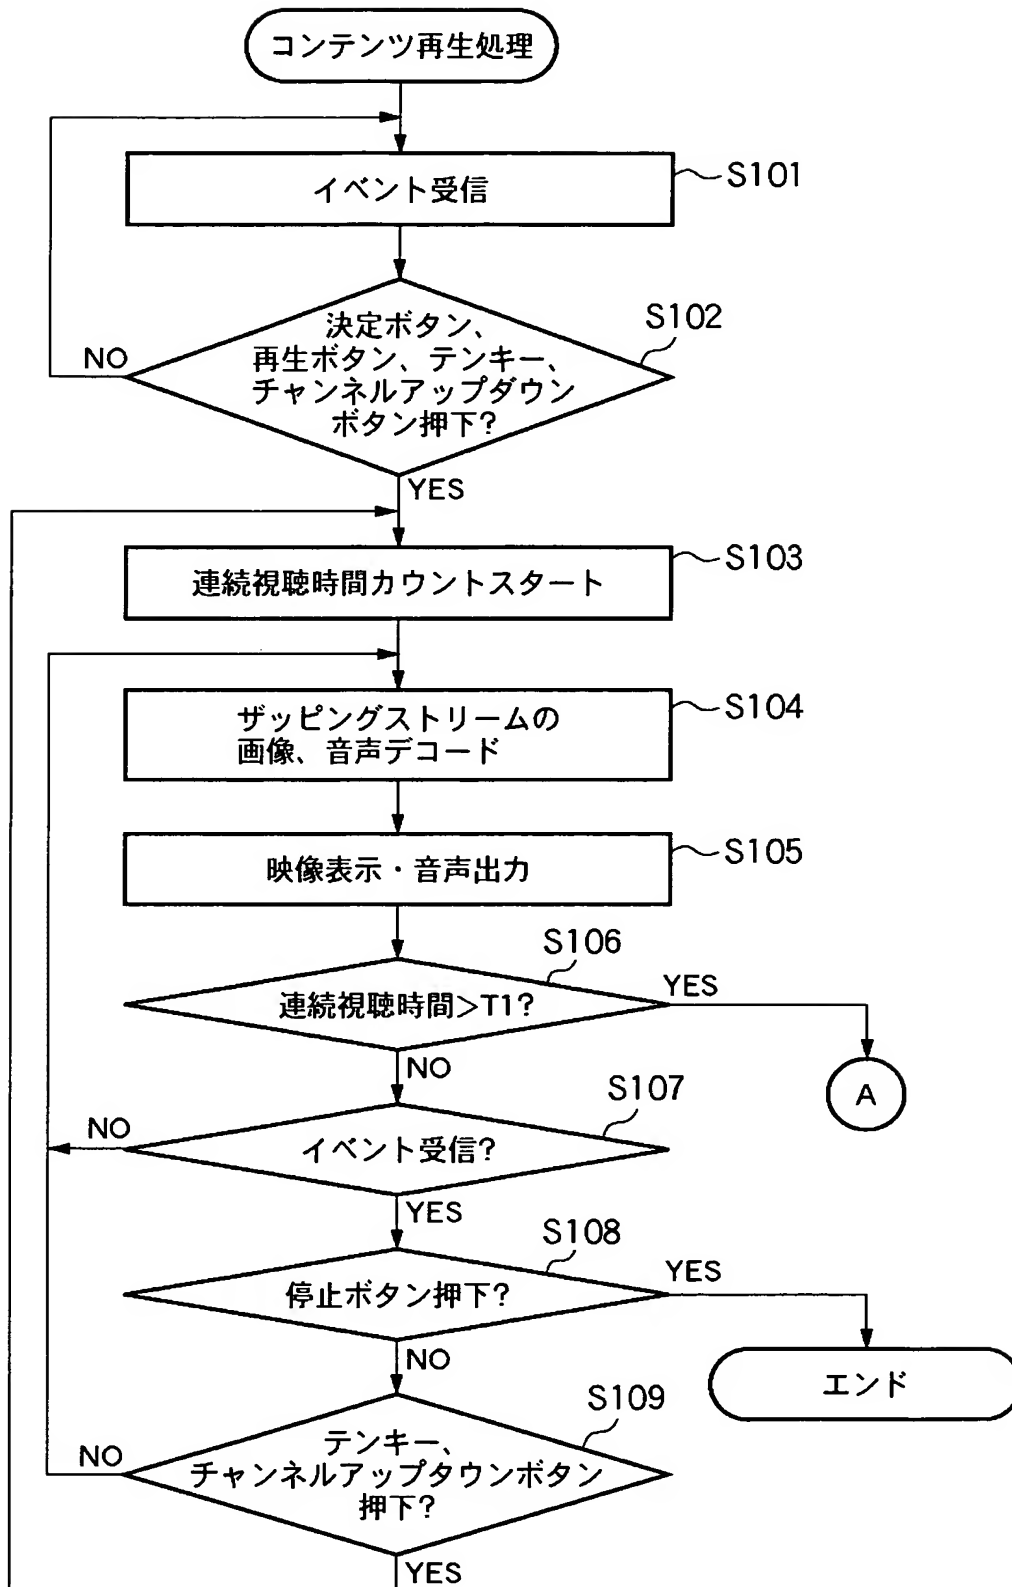 コンテンツ再生処理
イベント受信
S101
決定ボタン、
再生ボタン、テンキー、
チャンネルアップダウン
ボタン押下?
S102
NO
YES
連続視聴時間カウントスタート
S103
ザッピングストリームの
画像、音声デコード
S104
映像表示・音声出力
S105
S106
連続視聴時間>T1?
YES
NO
A
S107
イベント受信?
NO
YES
S108
停止ボタン押下?
YES
NO
エンド
S109
テンキー、
チャンネルアップタウンボタン
押下?
NO
YES